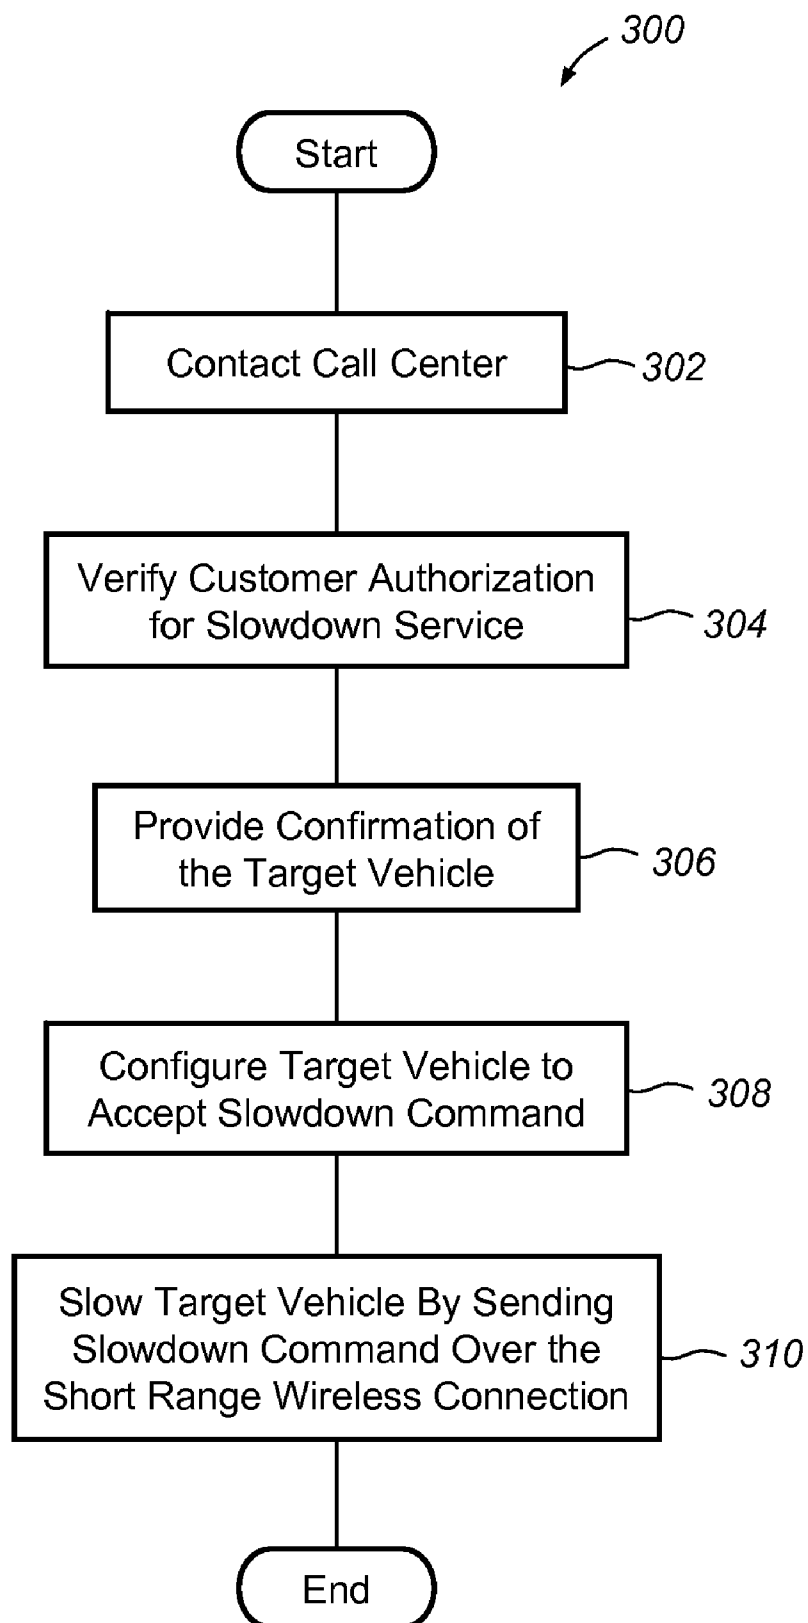 300
Start
Contact Call Center
302
Verify Customer Authorization
for Slowdown Service
304
Provide Confirmation of
the Target Vehicle
306
Configure Target Vehicle to
Accept Slowdown Command
308
Slow Target Vehicle By Sending
Slowdown Command Over the
Short Range Wireless Connection
310
End